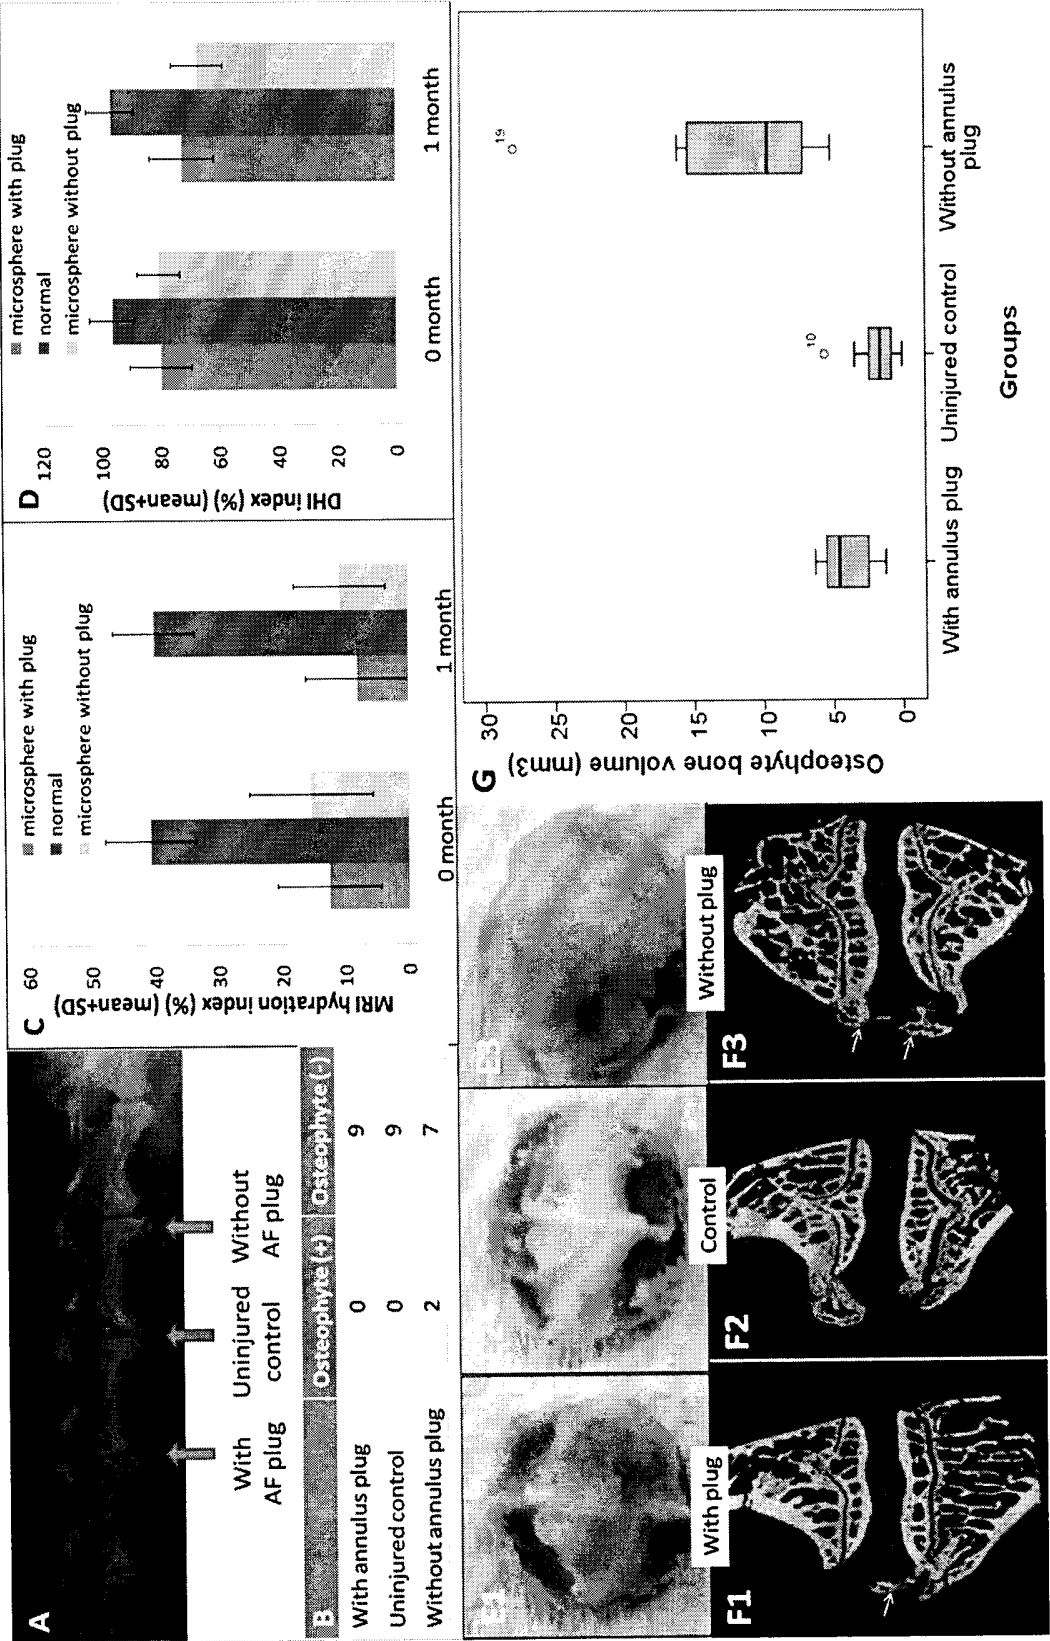 A
With
AF plug
Uninjured
control
Without
AF plug
B
Osteophyte (+)
Osteophyte (-)
With annulus plug 0 9
Uninjured control 0 9
Without annulus plug 2 7
C
microsphere with plug
normal
microsphere without plug
MRI hydration index (%) (mean+SD)
60
50
40
30
20
10
0
0 month
1 month
D
microsphere with plug
normal
microsphere without plug
DHI index (%) (mean+SD)
120
100
80
60
40
20
0
0 month
1 month
E1
E3
With plug
Control
Without plug
F1
F2
F3
G
Osteophyte bone volume (mm3)
30
25
20
15
10
5
0
10
19
With annulus plug
Uninjured control
Without annulus
plug
Groups